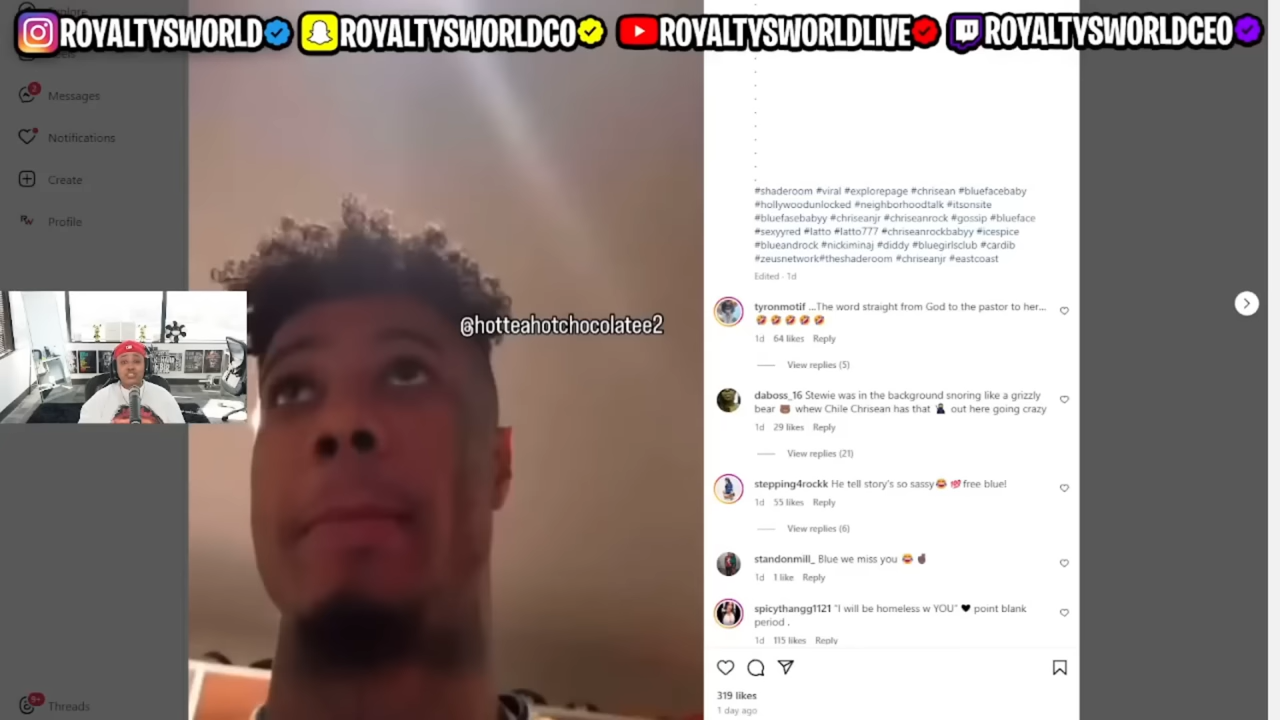 ROYALTYSWORLD ROYALTYSWORLDCO ROYALTYSWORLDLIVE ROYALTYSWORLDCEO
Messages
2
Notifications
Create
Profile
Threads
9+
@hotteahotchocolatee2
#shaderoom #viral #explorepage #chrisean #bluefacebaby
#hollywoodunlocked #neighborhoodtalk #itsonsite
#bluefasebabyy #chriseanjr #chriseanrock #gossip #blueface
#sexyyred #latto #latto777 #chriseanrockbabyy #icespice
#blueandrock #nickiminaj #diddy #bluegirlsclub #cardib
#zeusnetwork#theshaderoom #chriseanjr #eastcoast
Edited · 1d
tyronmotif ...The word straight from God to the pastor to her...
🤣 🤣 🤣 🤣 🤣
1d 64 likes Reply
View replies (5)
daboss_16 Stewie was in the background snoring like a grizzly
bear 🐻 whew Chile Chrisean has that out here going crazy
1d 29 likes Reply
View replies (21)
stepping4rockk He tell story's so sassy😂 💯free blue!
1d 55 likes Reply
View replies (6)
standonmill_ Blue we miss you
1d 1 like Reply
spicythangg1121 "I will be homeless w YOU" 🖤 point blank
period .
1d 115 likes Reply
319 likes
1 day ago